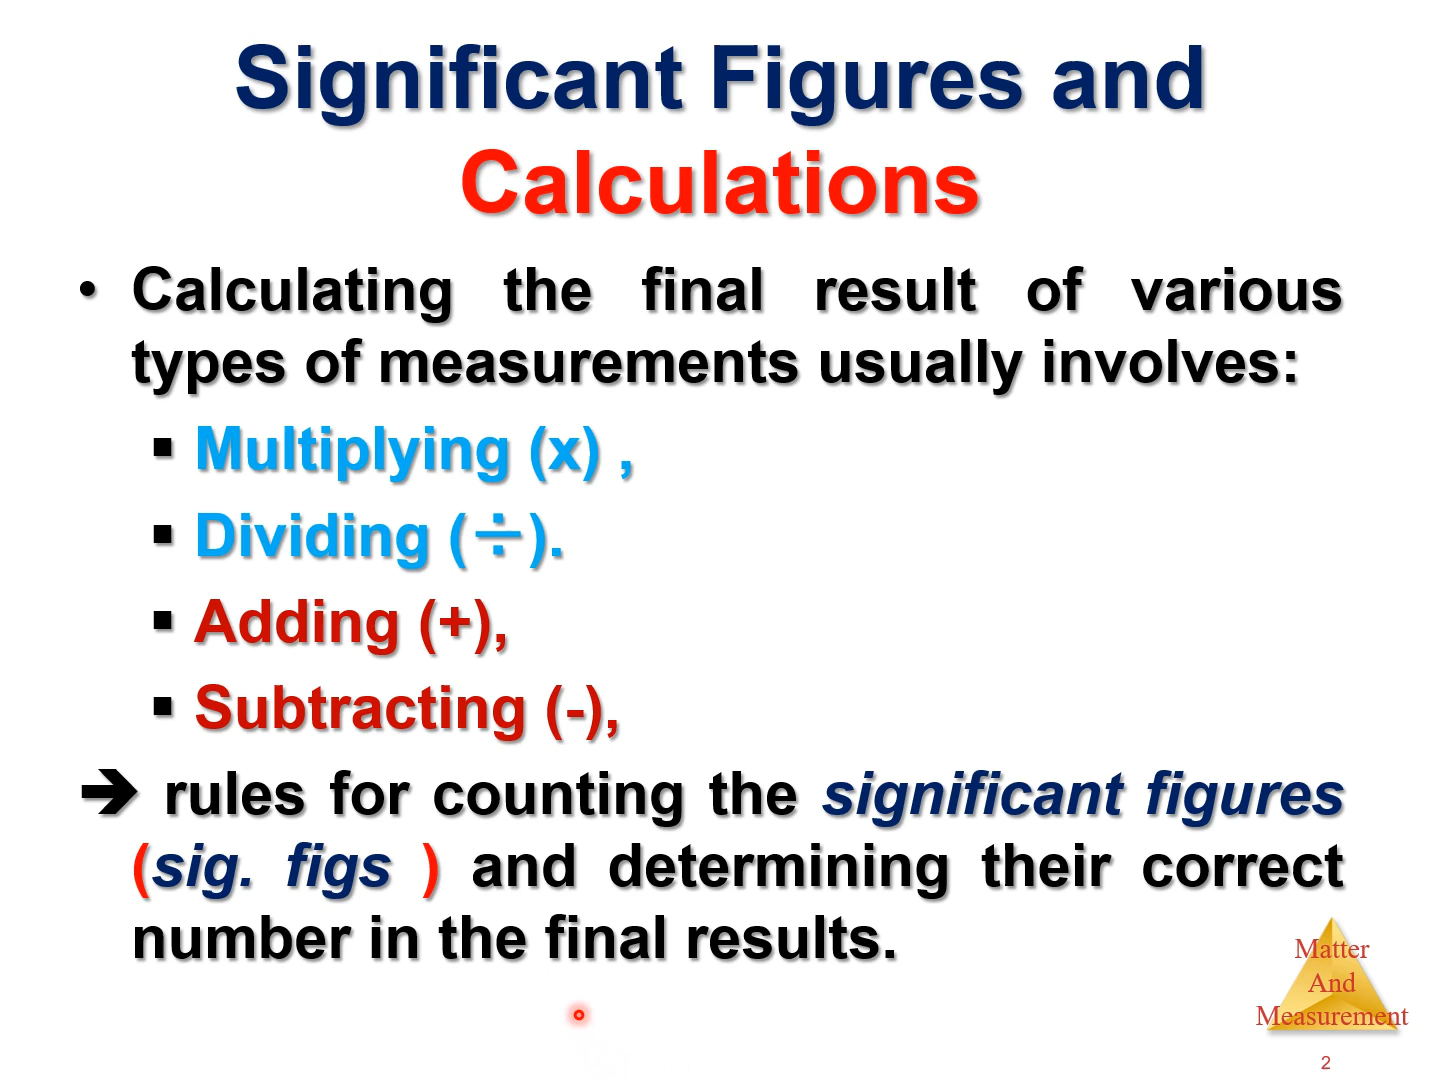 Significant Figures and
Calculations
• Calculating the final result of various
types of measurements usually involves:
▪ Multiplying (x) ,
▪ Dividing (÷).
▪ Adding (+),
▪ Subtracting (-),
➔ rules for counting the significant figures
(sig. figs ) and determining their correct
number in the final results.
Matter
And
Measurement
2